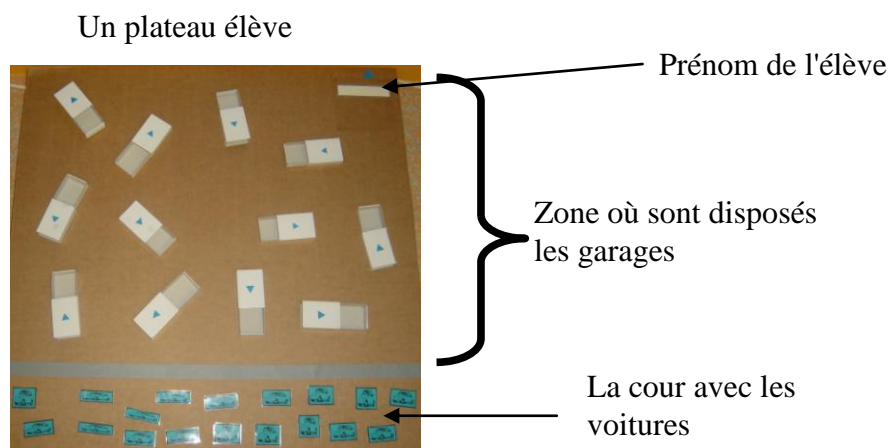 Un plateau élève
Prénom de l'élève
Zone où sont disposés
les garages
La cour avec les
voitures